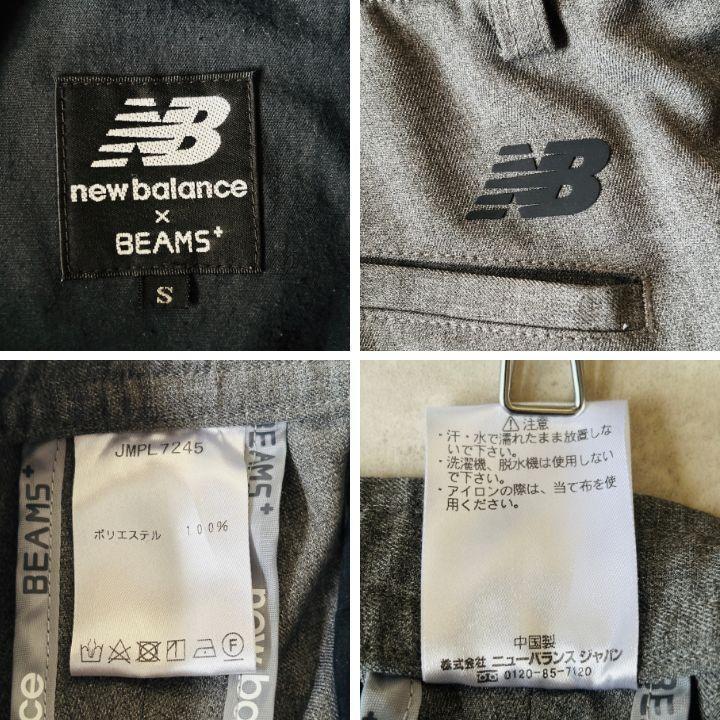 NB
new balance
×
BEAMS+
S
NB
BEAMS+
BEAMS+
JMPL7245
ポリエステル 100%
F
new ba
ce
⚠注意
・汗・水で濡れたまま放置しな
いで下さい。
・洗濯機、脱水機は使用しない
で下さい。
・アイロンの際は、当て布を使
用ください。
中国製
株式会社 ニューバランス ジャパン
0120-85-7120